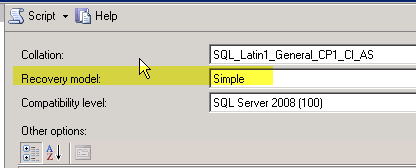 Script Help
Collation: SQL_Latin1_General_CP1_CI_AS
Recovery model: Simple
Compatibility level: SQL Server 2008 (100)
Other options:
A Z